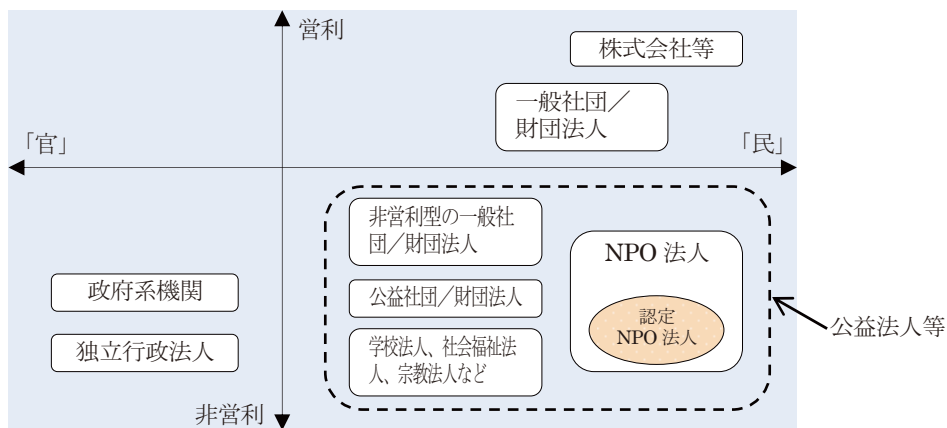 営利
株式会社等
一般社団／
財団法人
「官」
「民」
非営利型の一般社
団／財団法人
NPO 法人
政府系機関
公益社団／財団法人
認定
NPO 法人
公益法人等
独立行政法人
学校法人、社会福祉法
人、宗教法人など
非営利